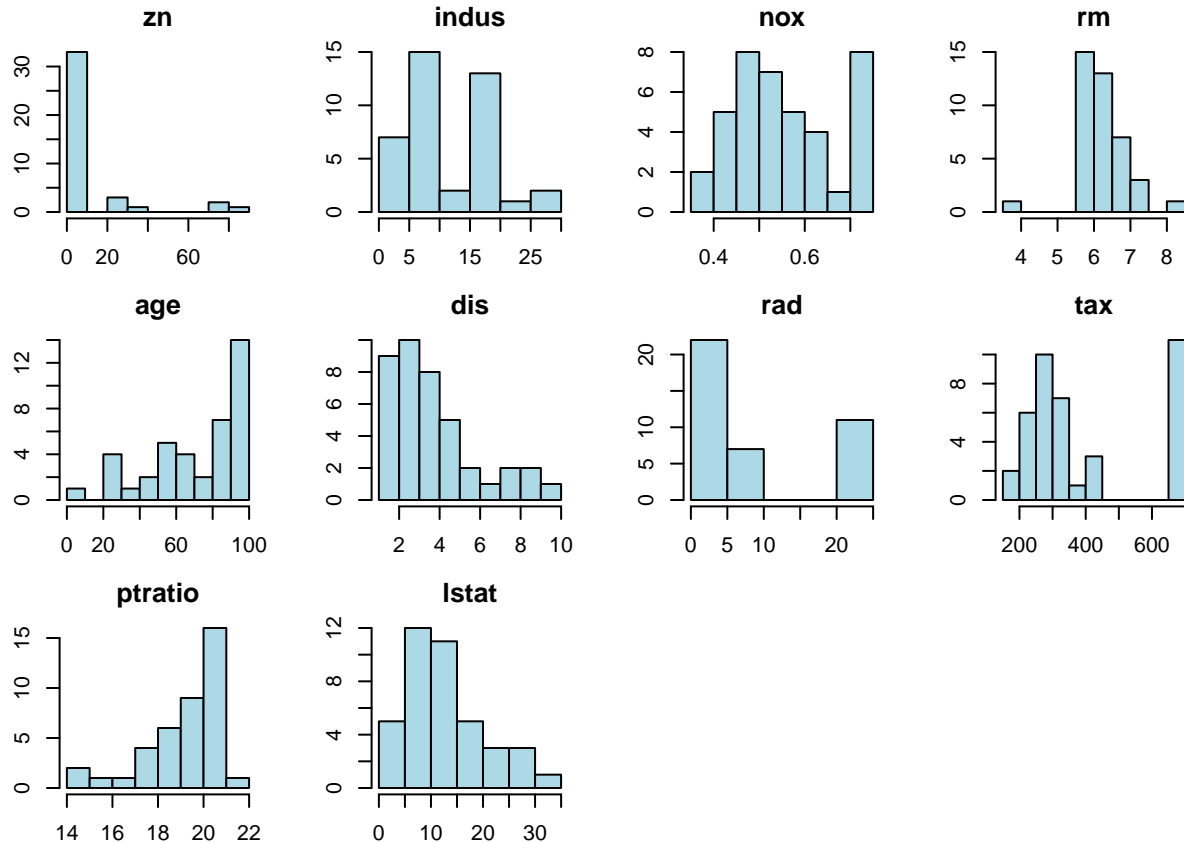 zn
indus
nox
rm
0 10 20 30
0 20 60
0 5 10 15
0 5 15 25
0 2 4 6 8
0.4 0.6
0 5 10 15
4 5 6 7 8
age
dis
rad
tax
0 4 8 12
0 20 60 100
0 2 4 6 8
2 4 6 8 10
0 5 10 20
0 5 10 20
0 2 4 8
200 400 600
ptratio
lstat
0 5 10 15
14 16 18 20 22
0 4 8 12
0 10 20 30